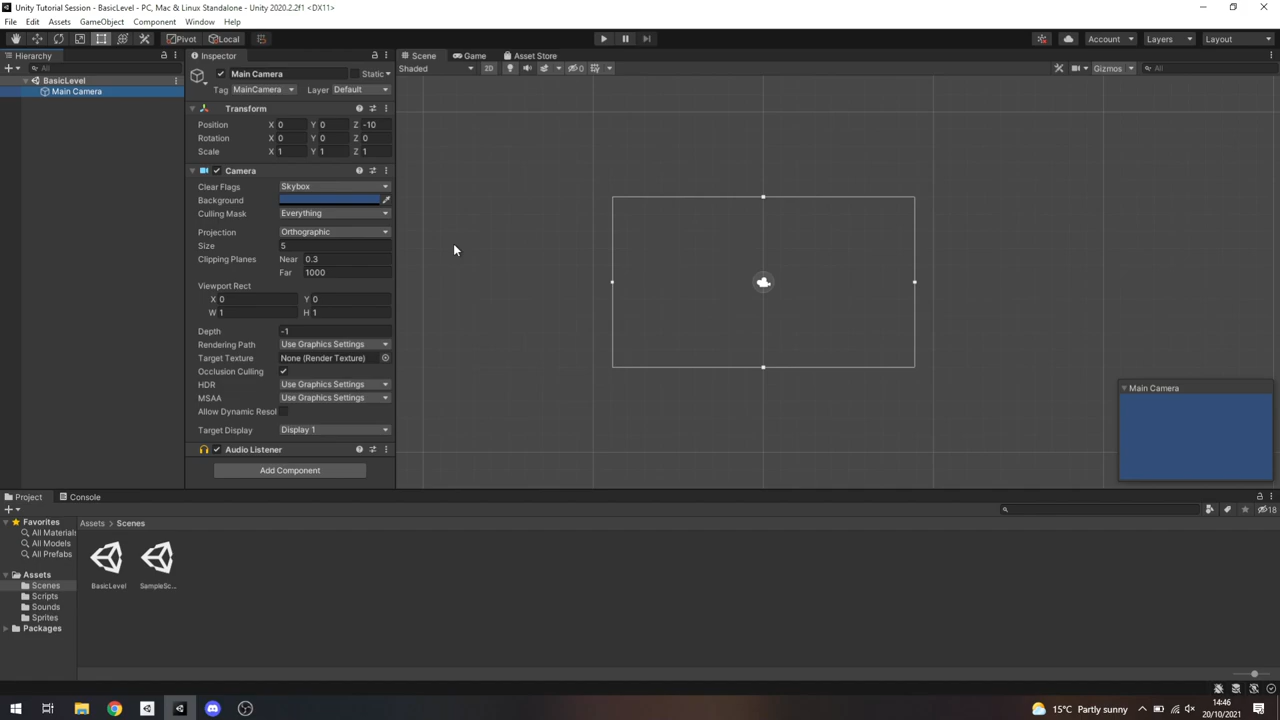 Unity Tutorial Session - BasicLevel - PC, Mac & Linux Standalone - Unity 2020.2.2f1 <DX11>
File Edit Assets GameObject Component Window Help
Pivot Local Account Layers Layout
Hierarchy
All
BasicLevel
Main Camera
Inspector
Main Camera Static
Tag MainCamera Layer Default
Transform
Position X 0 Y 0 Z -10
Rotation X 0 Y 0 Z 0
Scale X 1 Y 1 Z 1
Camera
Clear Flags Skybox
Background
Culling Mask Everything
Projection Orthographic
Size 5
Clipping Planes Near 0.3
Far 1000
Viewport Rect
X 0 Y 0
W 1 H 1
Depth -1
Rendering Path Use Graphics Settings
Target Texture None (Render Texture)
Occlusion Culling
HDR Use Graphics Settings
MSAA Use Graphics Settings
Allow Dynamic Resol
Target Display Display 1
Audio Listener
Add Component
Scene Game Asset Store
Shaded 2D 0 Gizmos All
Main Camera
Project Console
18
Favorites
All Materials
All Models
All Prefabs
Assets
Scenes
Scripts
Sounds
Sprites
Packages
Assets > Scenes
BasicLevel SampleSc...
15°C Partly sunny
14:46
20/10/2021